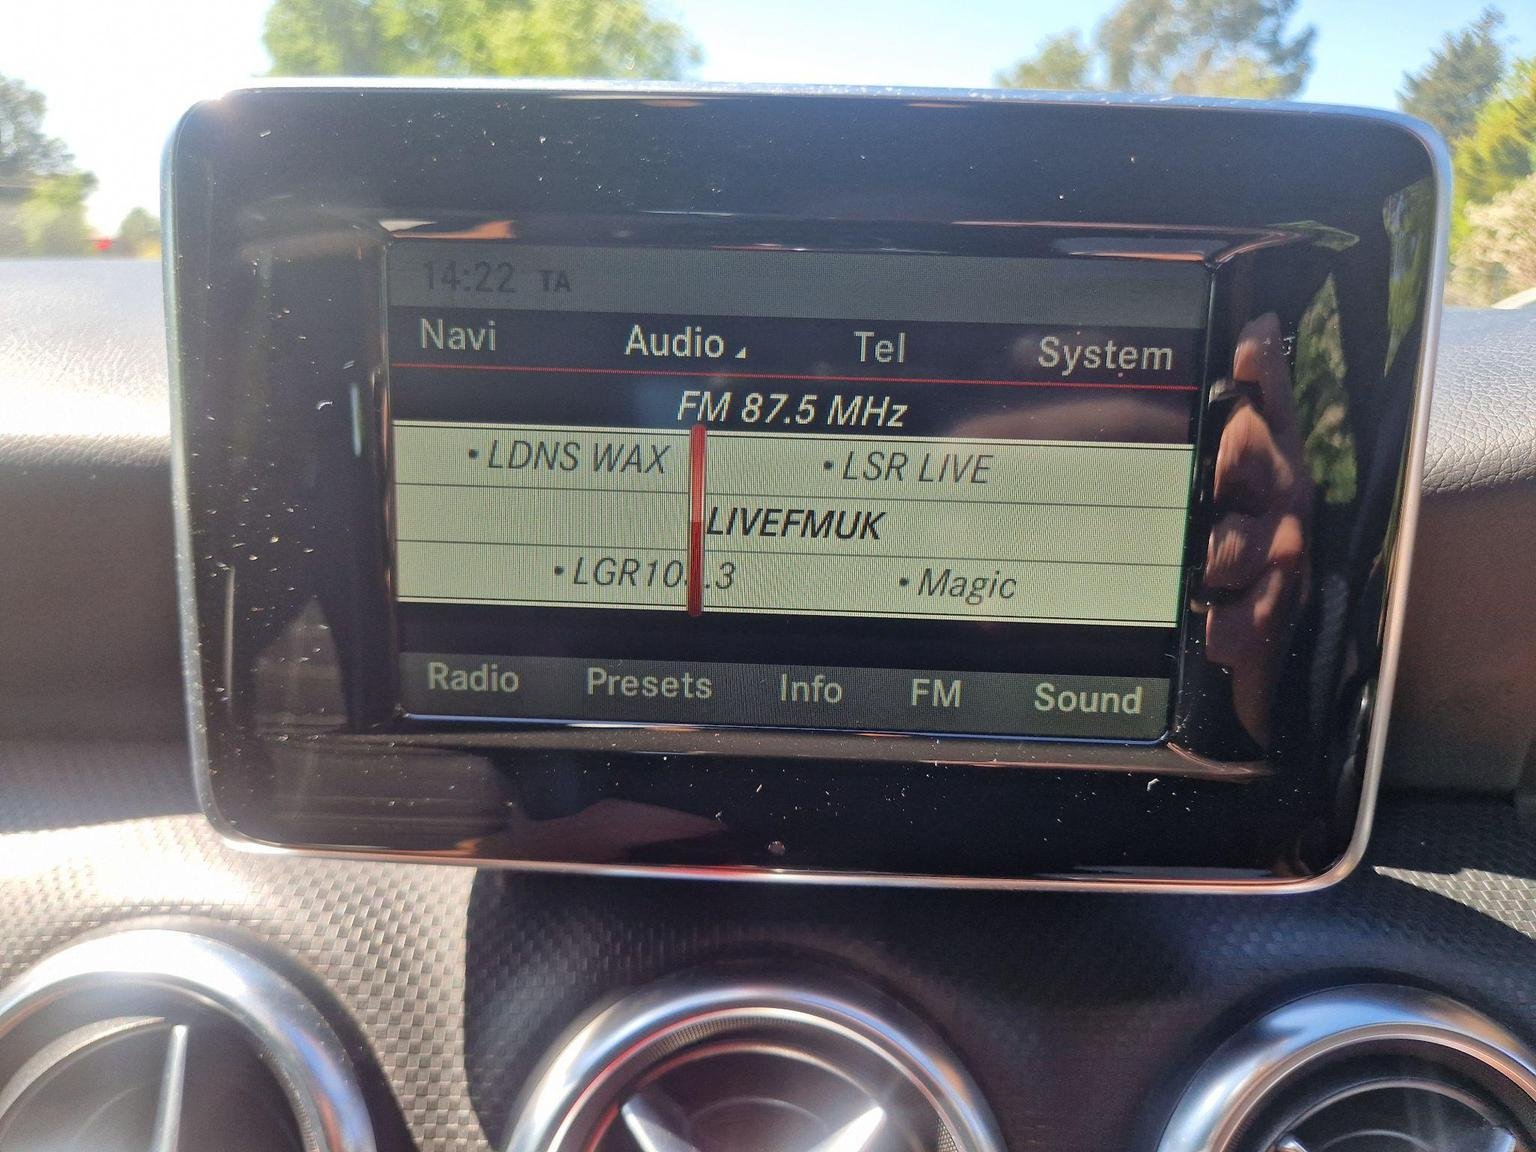 14:22 TA
Navi Audio Tel System
FM 87.5 MHz
• LDNS WAX • LSR LIVE
LIVEFMUK
• Magic
Radio Presets Info FM Sound